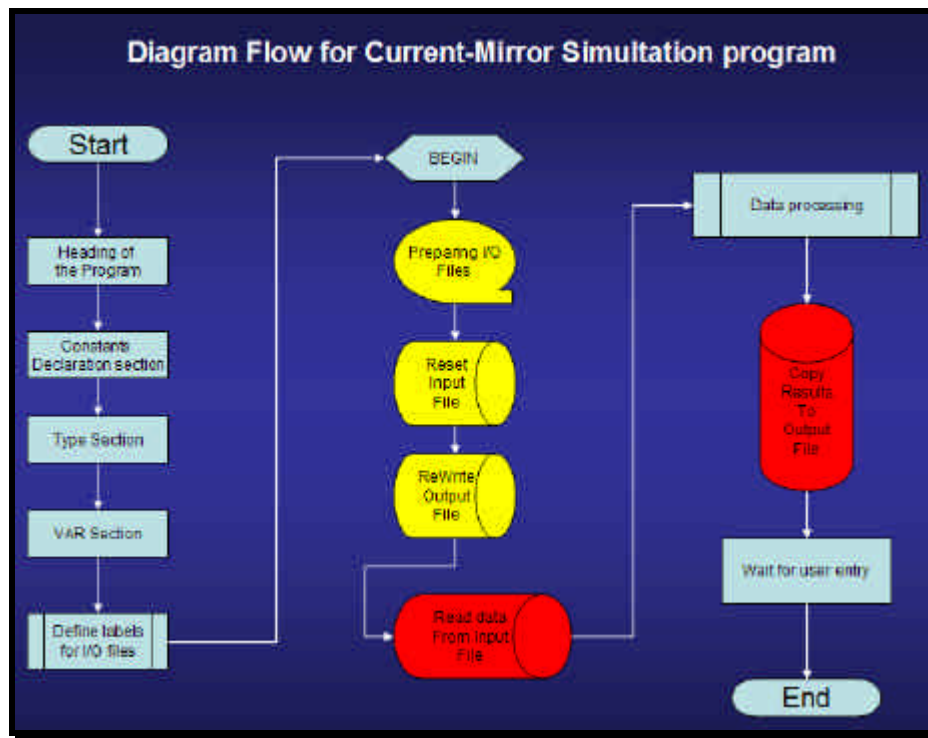 Diagram Flow for Current-Mirror Simultation program
Start
Heading of
the Program
Constants
Declaration section
Type Section
VAR Section
Define labels
for I/O files
BEGIN
Preparing I/O
Files
Reset
Input
File
ReWrite
Output
File
Read data
From Input
File
Data processing
Copy
Results
To
Output
File
Wait for user entry
End